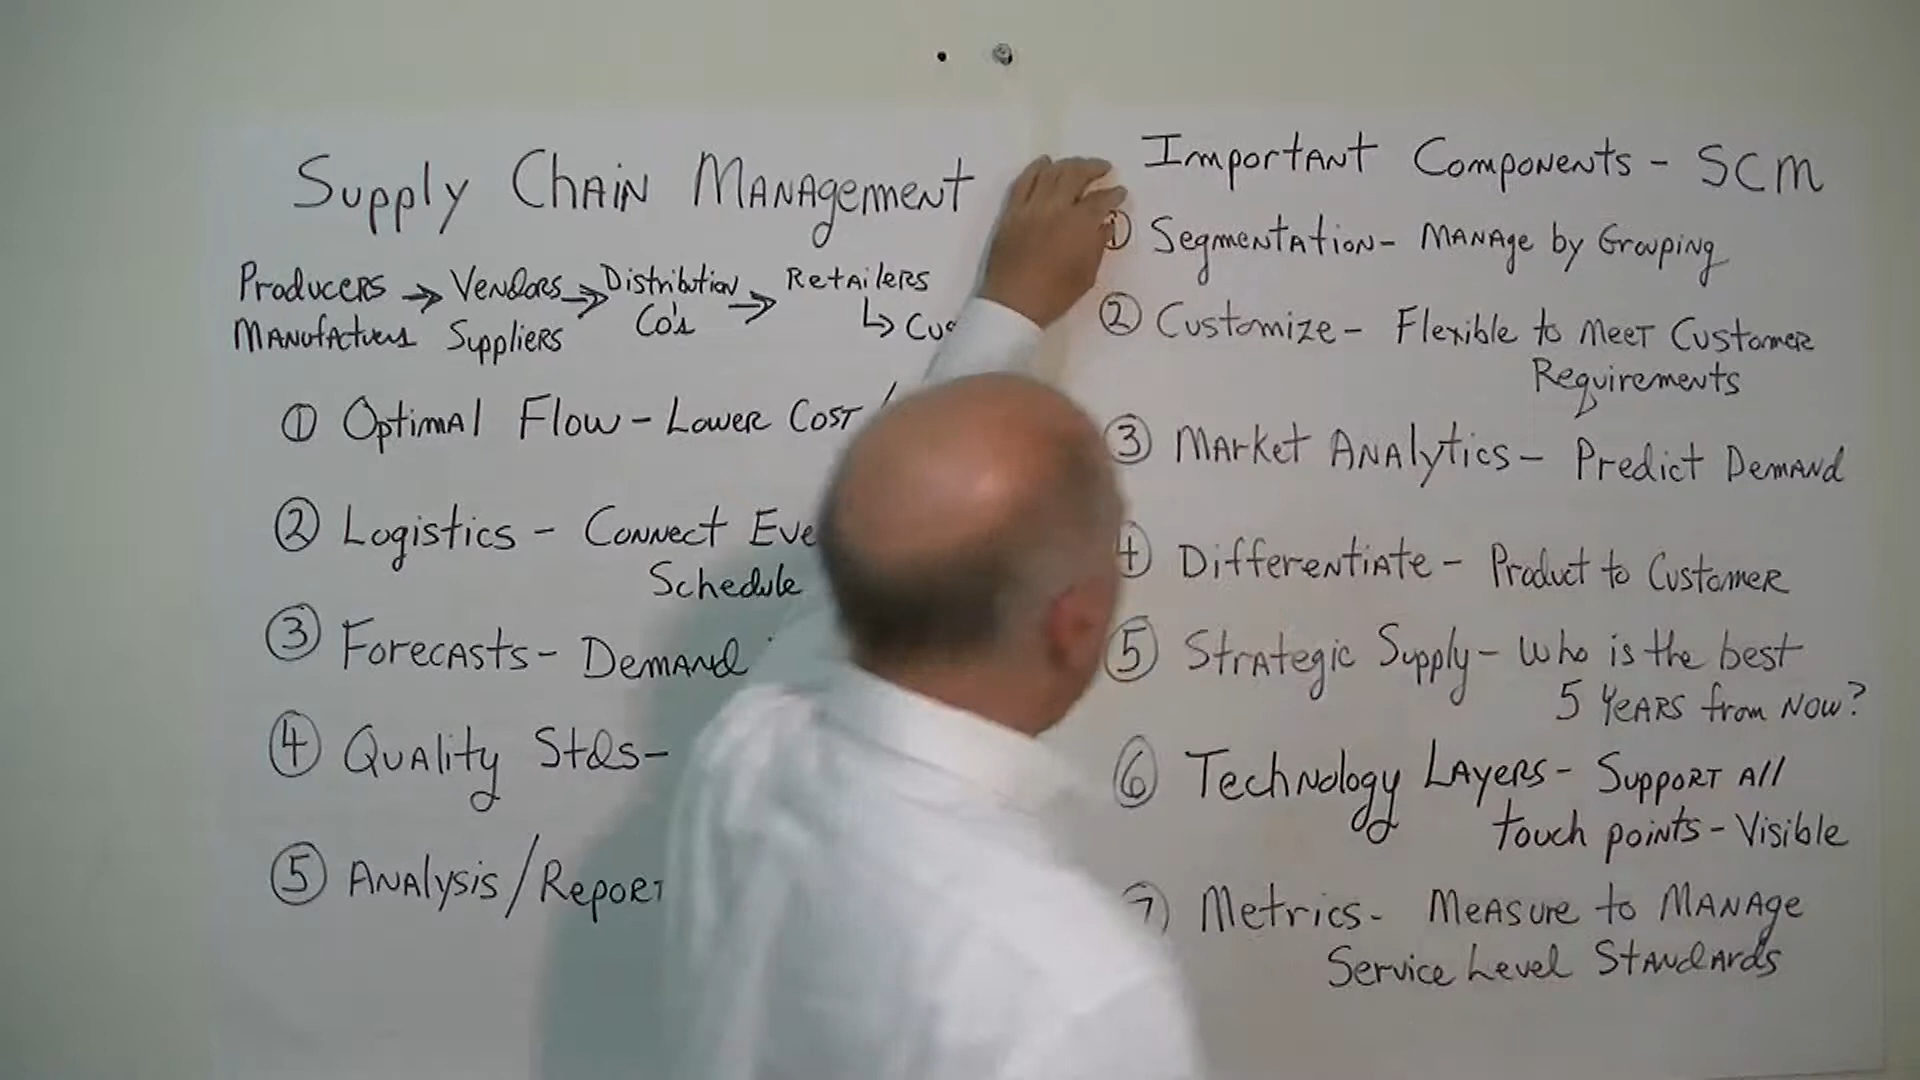 Supply Chain Management
Producers → Vendors → Distribution → Retailers
Manufacturers Suppliers Co's ↳
① Optimal Flow - Lower Cost /
② Logistics - Connect
Schedule
③ Forecasts - Demand
④ Quality Stds -
⑤ Analysis / Report
Important Components - SCM
① Segmentation - Manage by Grouping
② Customize - Flexible to Meet Customer
Requirements
③ Market Analytics - Predict Demand
④ Differentiate - Product to Customer
⑤ Strategic Supply - Who is the best
5 Years from Now?
⑥ Technology Layers - Support All
touch points - Visible
⑦ Metrics - Measure to Manage
Service Level Standards